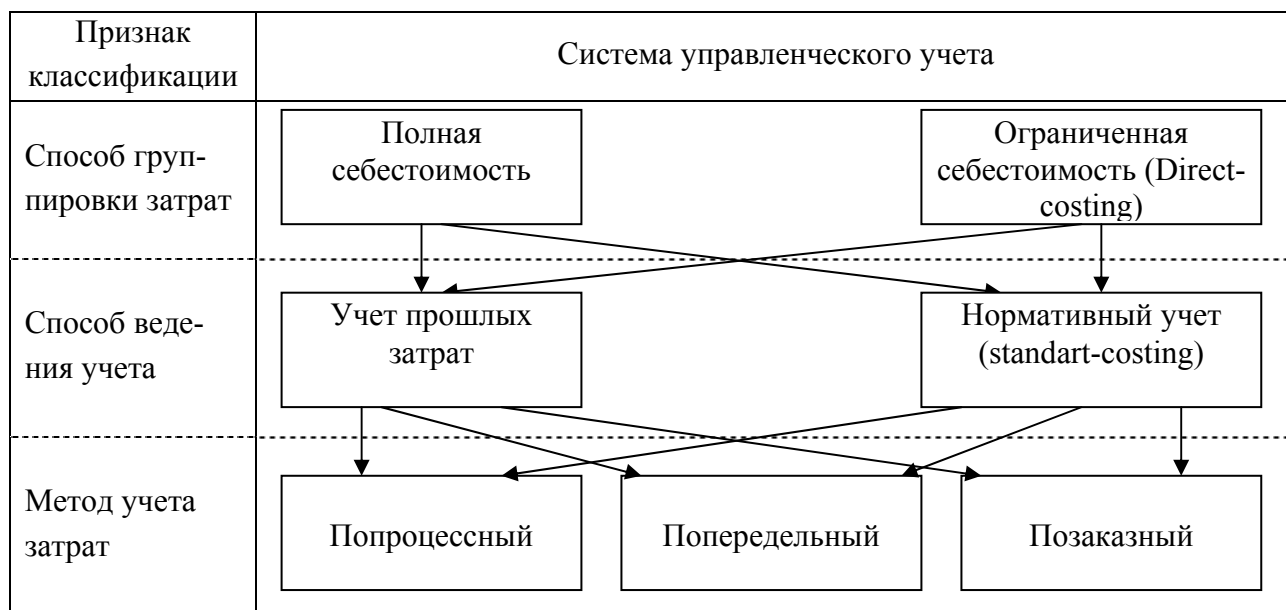 Признак
классификации
Система управленческого учета
Способ груп-
пировки затрат
Полная
себестоимость
Ограниченная
себестоимость (Direct-
costing)
Способ веде-
ния учета
Учет прошлых
затрат
Нормативный учет
(standart-costing)
Метод учета
затрат
Попроцессный
Попередельный
Позаказный